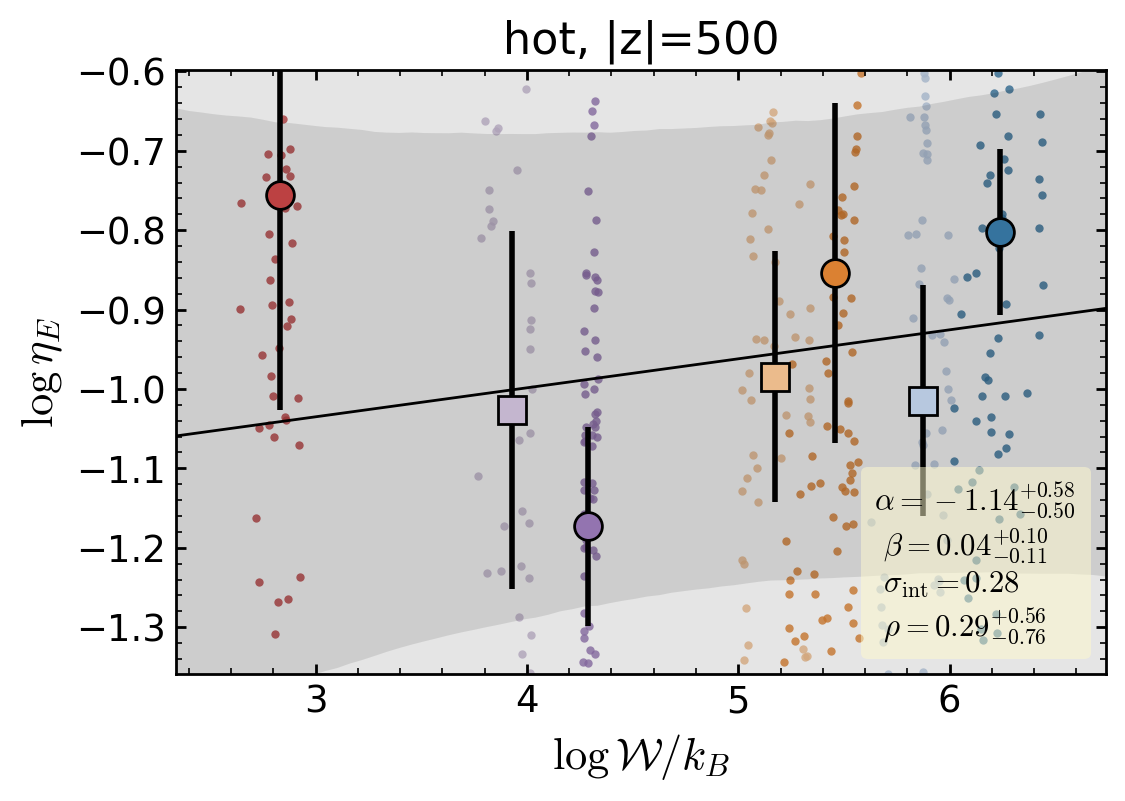 hot, |z|=500
−0.6
−0.7
−0.8
−0.9
−1.0
−1.1
−1.2
−1.3
log η_E
α = − 1.14^{+0.58}_{−0.50}
β = 0.04^{+0.10}_{−0.11}
σ_int = 0.28
ρ = 0.29^{+0.56}_{−0.76}
3 4 5 6
log 𝒲/k_B